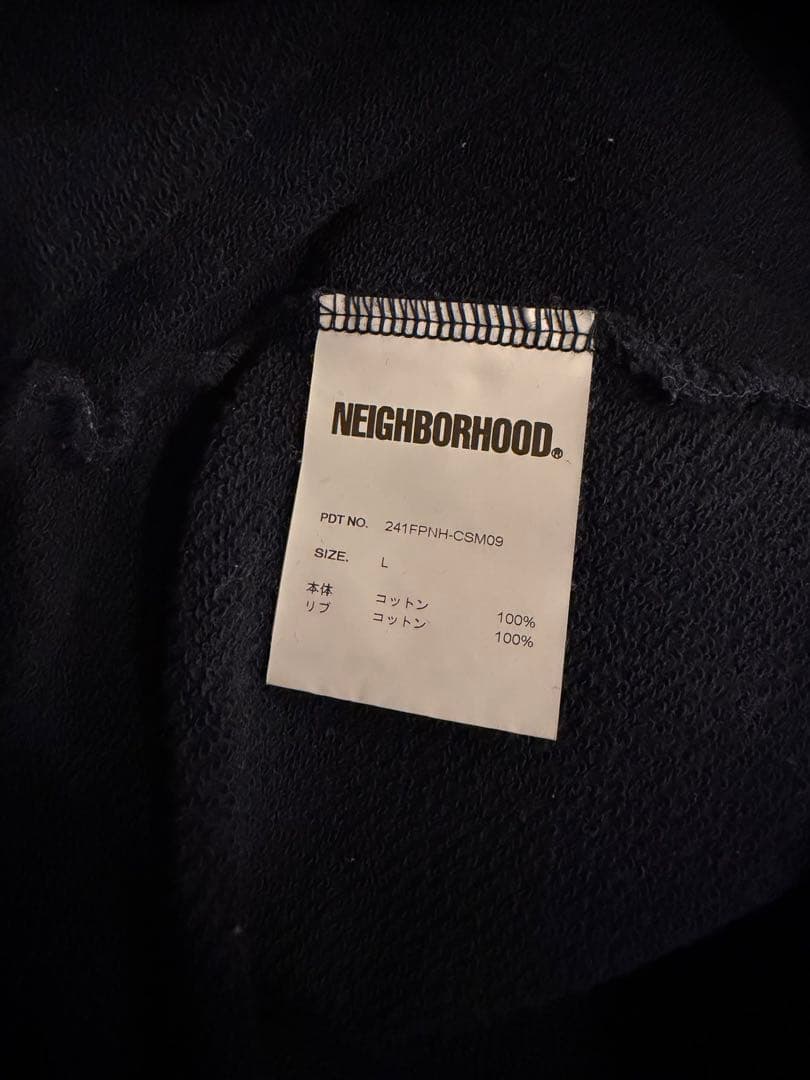 NEIGHBORHOOD®
PDT NO. 241FPNH-CSM09
SIZE. L
本体 コットン 100%
リブ コットン 100%